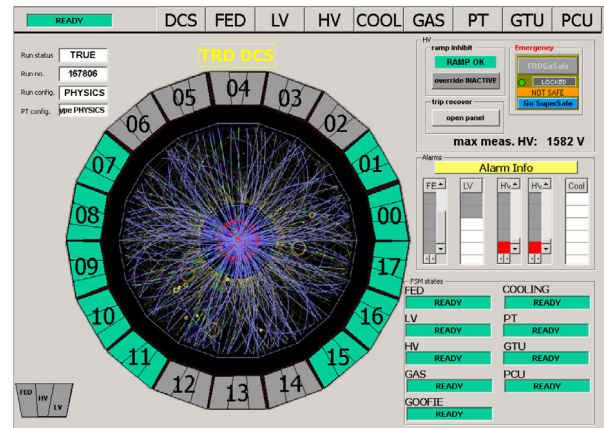 READY DCS FED LV HV COOL GAS PT GTU PCU
Run status TRUE
Run no. 167806
Run config. PHYSICS
PT config. ype PHYSICS
TRD DCS
04
05 03
06 02
07 01
08 00
09 17
10
11 15
12 13 14
FED HV LV
HV
ramp inhibit
RAMP OK
override INACTIVE
trip recover
open panel
Emergency
TRDGoSafe
LOCKED
NOT SAFE
max meas. HV: 1582 V
Alarms
Alarm Info
FE LV HV HV Cool
FSM states
FED COOLING
READY READY
LV PT
READY READY
HV GTU
READY READY
GAS PCU
READY READY
GOOFIE
READY